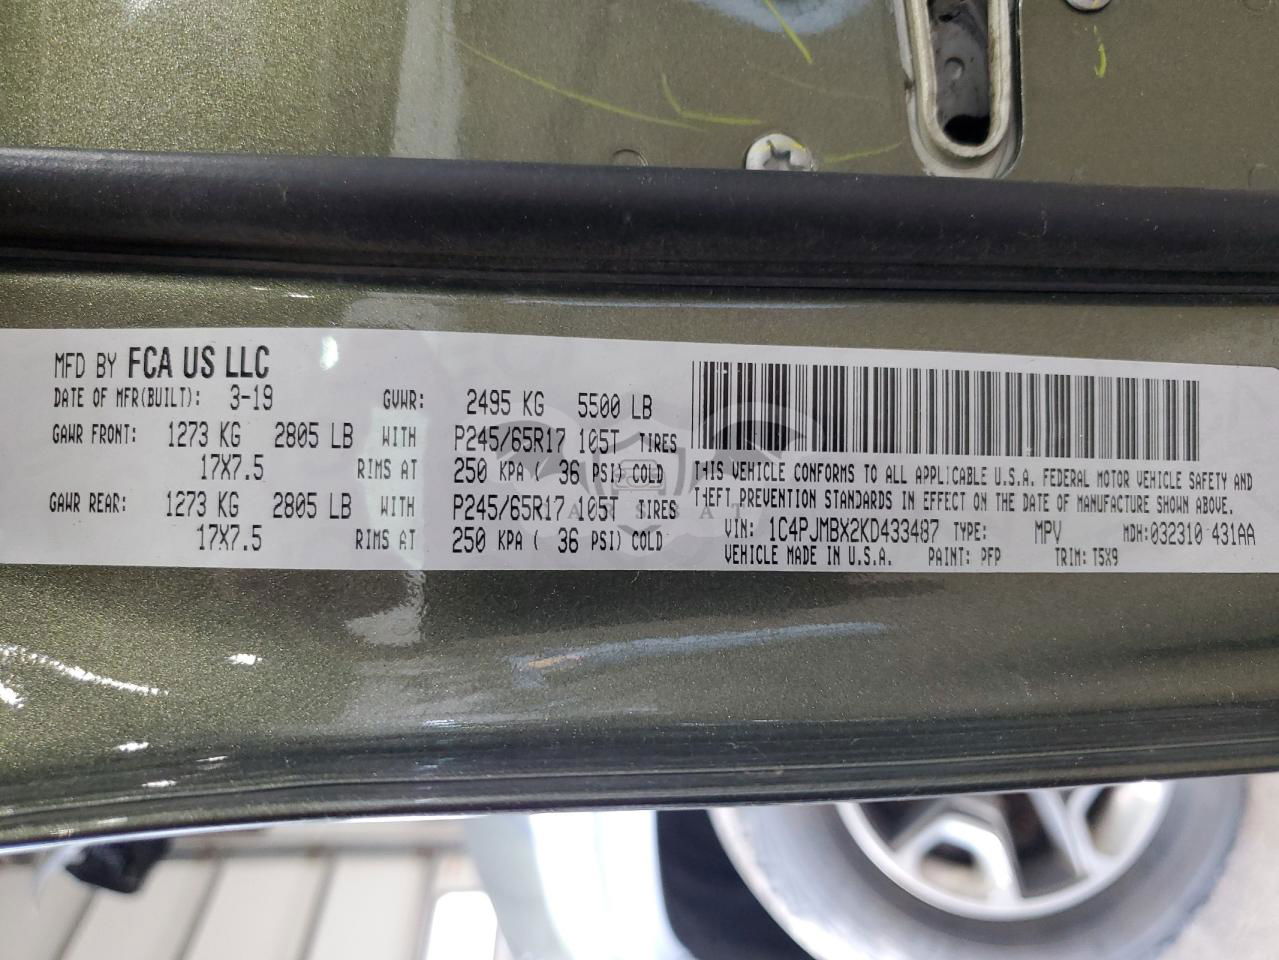 MFD BY FCA US LLC
DATE OF MFR(BUILT): 3-19 GVWR: 2495 KG 5500 LB
GAWR FRONT: 1273 KG 2805 LB WITH P245/65R17 105T TIRES
17X7.5 RIMS AT 250 KPA ( 36 PSI) COLD
GAWR REAR: 1273 KG 2805 LB WITH P245/65R17 105T TIRES
17X7.5 RIMS AT 250 KPA ( 36 PSI) COLD
THIS VEHICLE CONFORMS TO ALL APPLICABLE U.S.A. FEDERAL MOTOR VEHICLE SAFETY AND
THEFT PREVENTION STANDARDS IN EFFECT ON THE DATE OF MANUFACTURE SHOWN ABOVE.
VIN: 1C4PJMBX2KD433487 TYPE: MPV MDH: 032310 431AA
VEHICLE MADE IN U.S.A. PAINT: PFP TRIM: T5X9